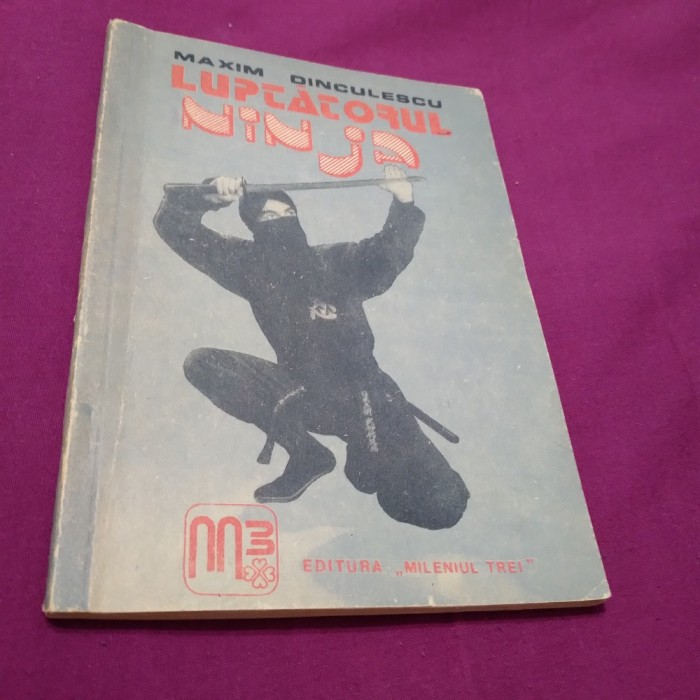 MAXIM DINCULESCU
LUPTĂTORUL
NINJA
M3
EDITURA „MILENIUL TREI"